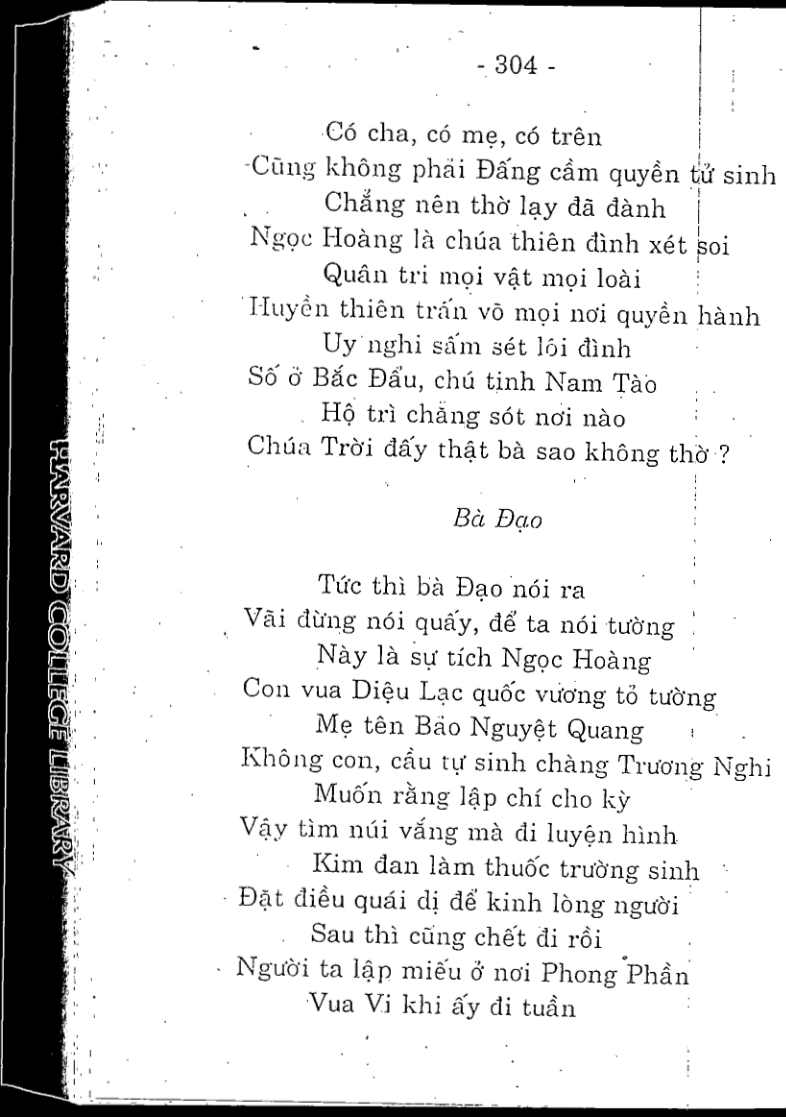 - 304 -
Có cha, có mẹ, có trên
Cũng không phải Đấng cầm quyền tử sinh
Chẳng nên thờ lạy đã đành
Ngọc Hoàng là chúa thiên đình xét soi
Quân tri mọi vật mọi loài
Huyền thiên trấn võ mọi nơi quyền hành
Uy nghi sấm sét lôi đình
Số ở Bắc Đẩu, chú tinh Nam Tào
Hộ trì chẳng sót nơi nào
Chúa Trời đấy thật bà sao không thờ ?
Bà Đạo
Tức thì bà Đạo nói ra
Vãi đừng nói quấy, để ta nói tường
Này là sự tích Ngọc Hoàng
Con vua Diệu Lạc quốc vương tỏ tường
Mẹ tên Bảo Nguyệt Quang
Không con, cầu tự sinh chàng Trương Nghi
Muốn rằng lập chí cho kỳ
Vậy tìm núi vắng mà đi luyện hình
Kim đan làm thuốc trường sinh
Đặt điều quái dị để kinh lòng người
Sau thì cũng chết đi rồi
Người ta lập miếu ở nơi Phong Phần
Vua Vi khi ấy đi tuần
HARVARD COLLEGE LIBRARY